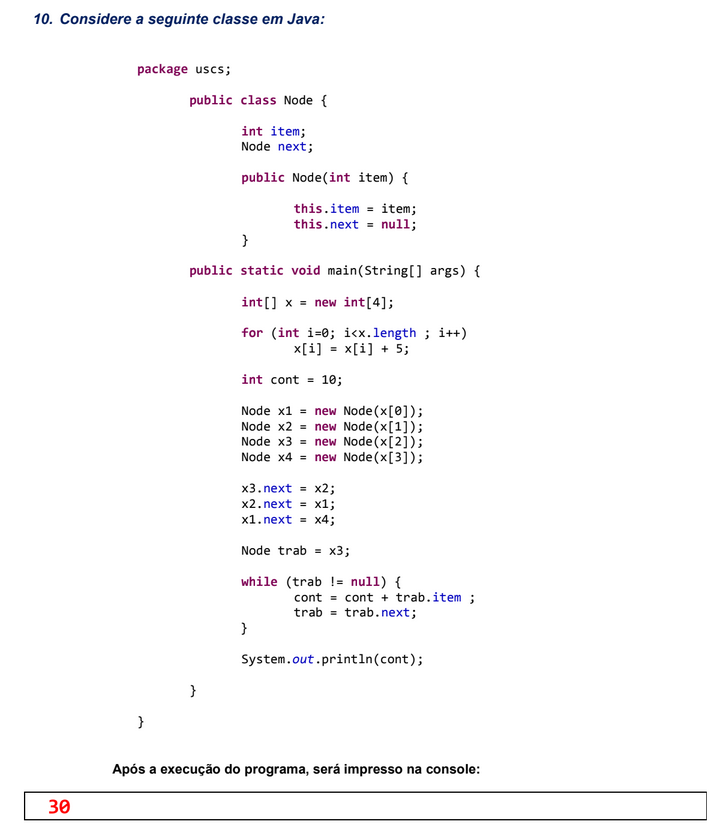 10. Considere a seguinte classe em Java:
package uscs;
public class Node {
int item;
Node next;
public Node(int item) {
this.item = item;
this.next = null;
}
public static void main(String[] args) {
int[] x = new int[4];
for (int i=0; i<x.length ; i++)
x[i] = x[i] + 5;
int cont = 10;
Node x1 = new Node(x[0]);
Node x2 = new Node(x[1]);
Node x3 = new Node(x[2]);
Node x4 = new Node(x[3]);
x3.next = x2;
x2.next = x1;
x1.next = x4;
Node trab = x3;
while (trab != null) {
cont = cont + trab.item ;
trab = trab.next;
}
System.out.println(cont);
}
}
Após a execução do programa, será impresso na console:
30